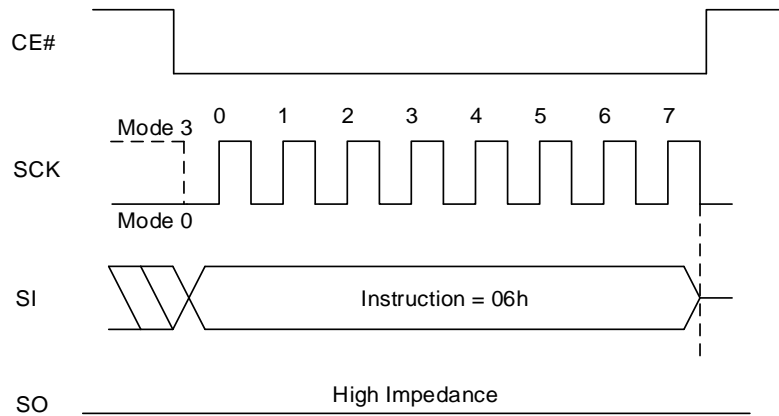 CE#
Mode 3
0 1 2 3 4 5 6 7
SCK
Mode 0
SI
Instruction = 06h
SO
High Impedance